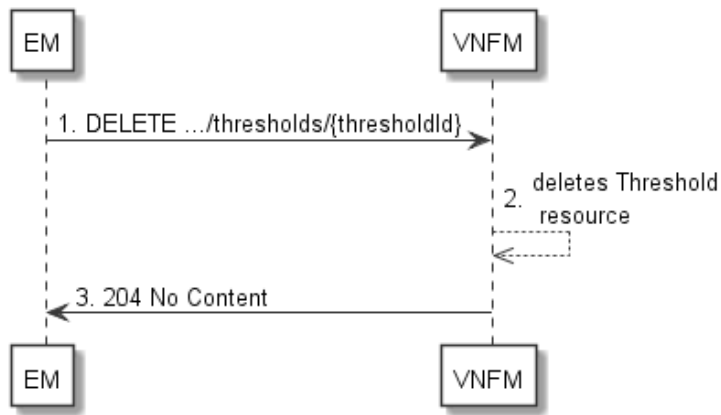 EM
VNFM
1. DELETE .../thresholds/{thresholdId}
2. deletes Threshold
resource
3. 204 No Content
EM
VNFM